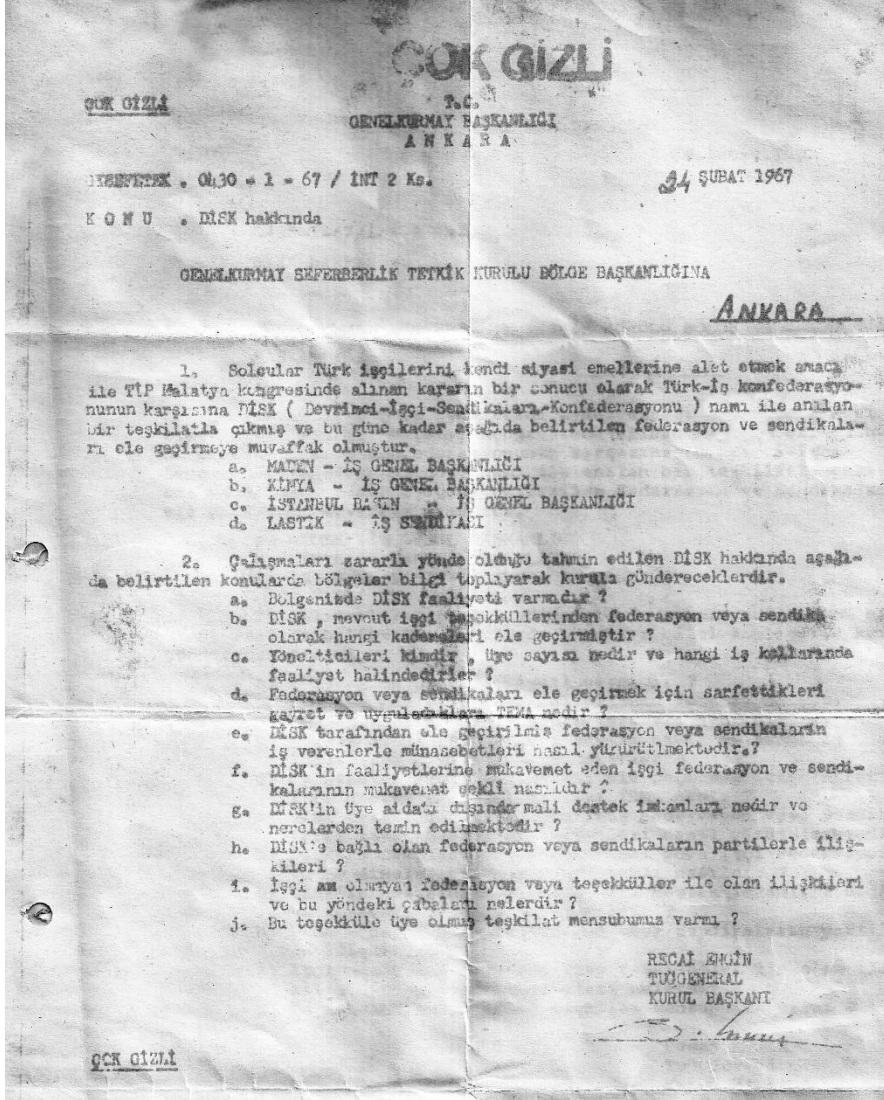 ÇOK GİZLİ
ÇOK GİZLİ
T.C.
GENELKURMAY BAŞKANLIĞI
ANKARA
. 0430 - 1 - 67 / İNT 2 Ks.
24 ŞUBAT 1967
KONU . DİSK hakkında
GENELKURMAY SEFERBERLİK TETKİK KURULU BÖLGE BAŞKANLIĞINA
ANKARA
1. Solcular Türk işçilerini kendi siyasi emellerine alet etmek amacı
ile TİP Malatya kongresinde alınan kararın bir sonucu olarak Türk-İş konfederasyo-
nunun karşısına DİSK ( Devrimci-İşçi-Sendikaları-Konfederasyonu ) namı ile anılan
bir teşkilatla çıkmış ve bu güne kadar aşağıda belirtilen federasyon ve sendikala-
rı ele geçirmeye muvaffak olmuştur.
a. MADEN - İŞ GENEL BAŞKANLIĞI
b. KİMYA - İŞ GENEL BAŞKANLIĞI
c. İSTANBUL BASIN - İŞ GENEL BAŞKANLIĞI
d. LASTİK - İŞ SENDİKASI
2. Çalışmaları zararlı yönde olduğu tahmin edilen DİSK hakkında aşağı-
da belirtilen konularda bölgeler bilgi toplayarak kurula göndereceklerdir.
a. Bölgenizde DİSK faaliyeti varmıdır ?
b. DİSK , mevcut işçi teşekküllerinden federasyon veya sendika
olarak hangi kademeleri ele geçirmiştir ?
c. Yönelticileri kimdir , üye sayısı nedir ve hangi iş kollarında
faaliyet halindedirler ?
d. Federasyon veya sendikaları ele geçirmek için sarfettikleri
gayret ve uyguladıkları TEMA nedir ?
e. DİSK tarafından ele geçirilmiş federasyon veya sendikaların
iş verenlerle münasebetleri nasıl yürürütlmektedir.?
f. DİSK'in faaliyetlerine mukavemet eden işçi federasyon ve sendi-
kalarının mukavemet şekli nasıldır ?
g. DİSK'in üye aidatı dışında mali destek imkanları nedir ve
nerelerden temin edilmektedir ?
h. DİSK'e bağlı olan federasyon veya sendikaların partilerle iliş-
kileri ?
i. İşçi olmayan federasyon veya teşekküller ile olan ilişkileri
ve bu yöndeki çabaları nelerdir ?
j. Bu teşekküle üye olmuş teşkilat mensubumuz varmı ?
RECAİ ENGİN
TUĞGENERAL
KURUL BAŞKANI
ÇOK GİZLİ